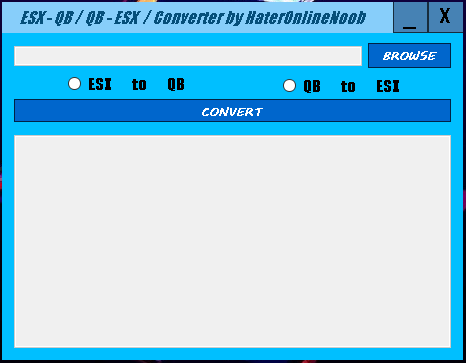 ESX - QB / QB - ESX / Converter by HaterOnlineNoob _ X
BROWSE
ESX to QB QB to ESX
CONVERT